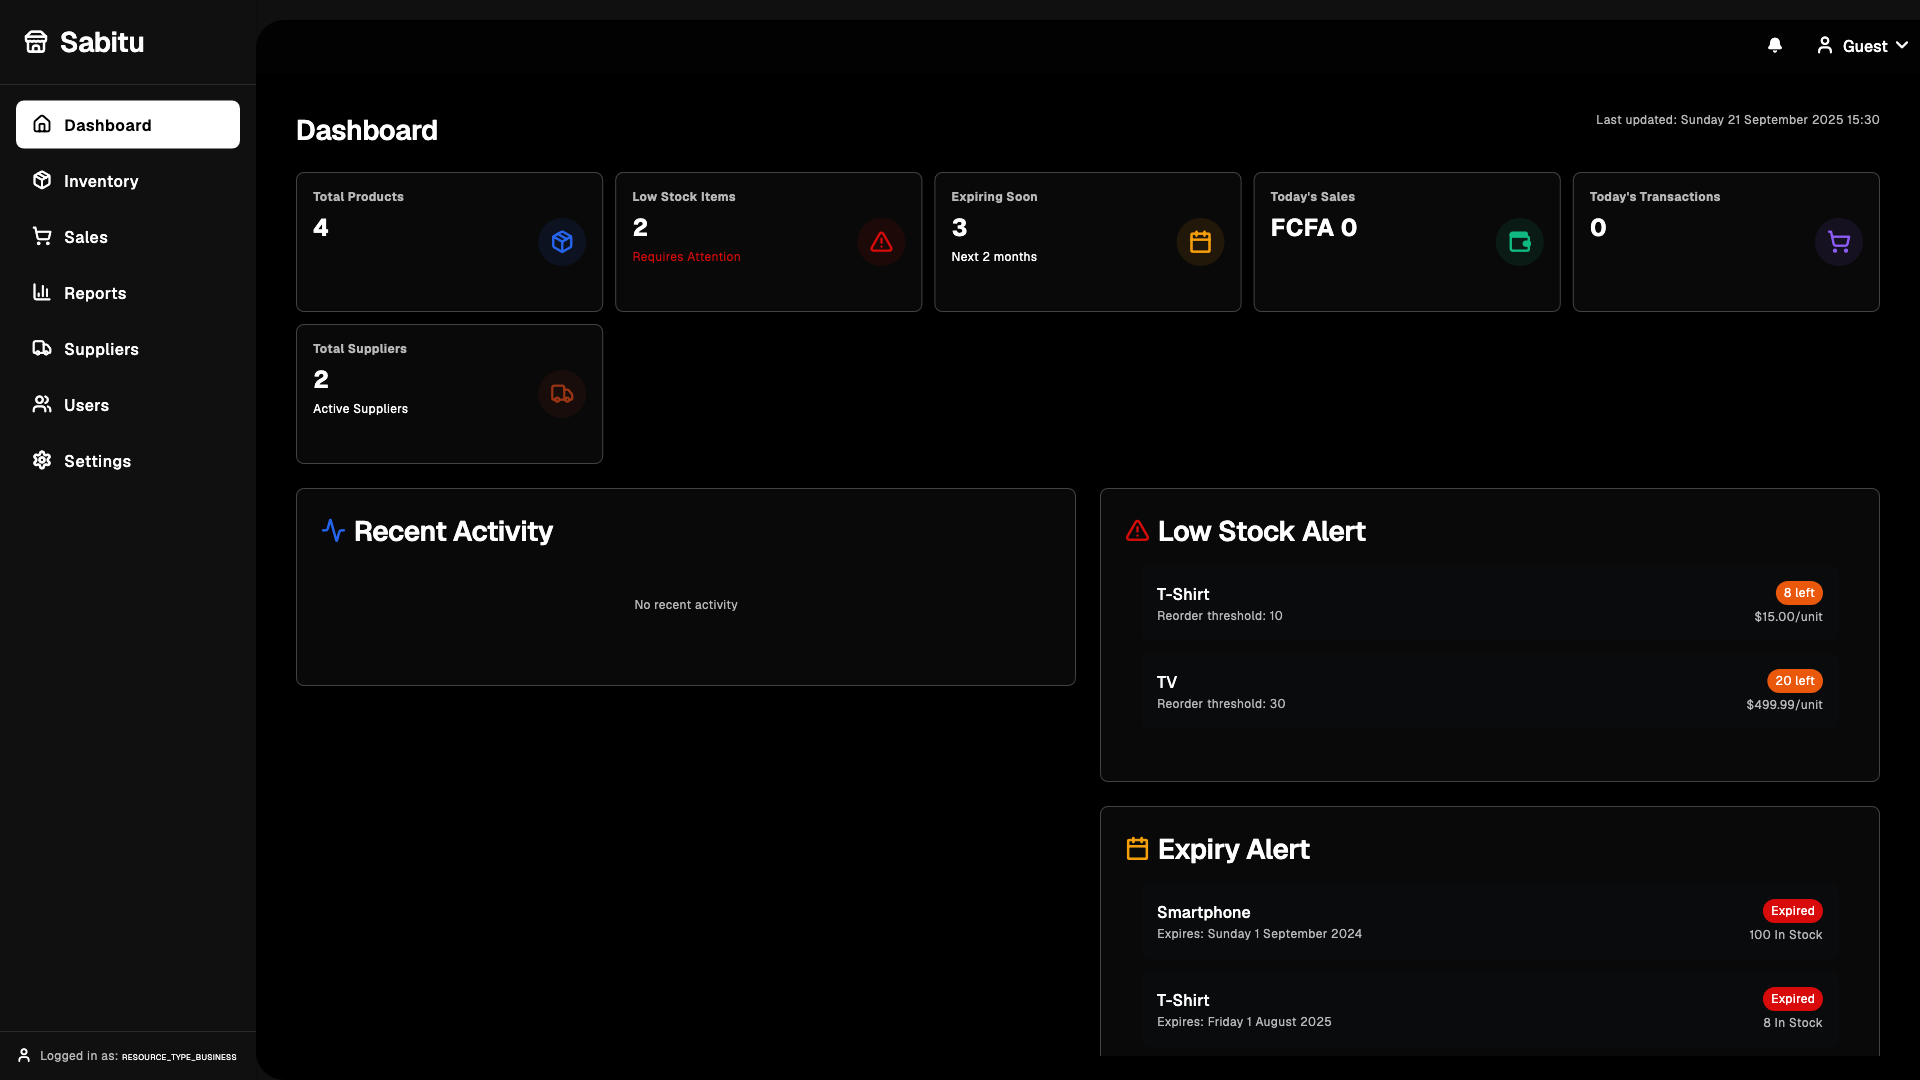 Sabitu
Dashboard
Inventory
Sales
Reports
Suppliers
Users
Settings
Logged in as: RESOURCE_TYPE_BUSINESS
Guest
Dashboard
Last updated: Sunday 21 September 2025 15:30
Total Products
4
Low Stock Items
2
Requires Attention
Expiring Soon
3
Next 2 months
Today's Sales
FCFA 0
Today's Transactions
0
Total Suppliers
2
Active Suppliers
Recent Activity
No recent activity
Low Stock Alert
T-Shirt
8 left
Reorder threshold: 10
$15.00/unit
TV
20 left
Reorder threshold: 30
$499.99/unit
Expiry Alert
Smartphone
Expired
Expires: Sunday 1 September 2024
100 In Stock
T-Shirt
Expired
Expires: Friday 1 August 2025
8 In Stock